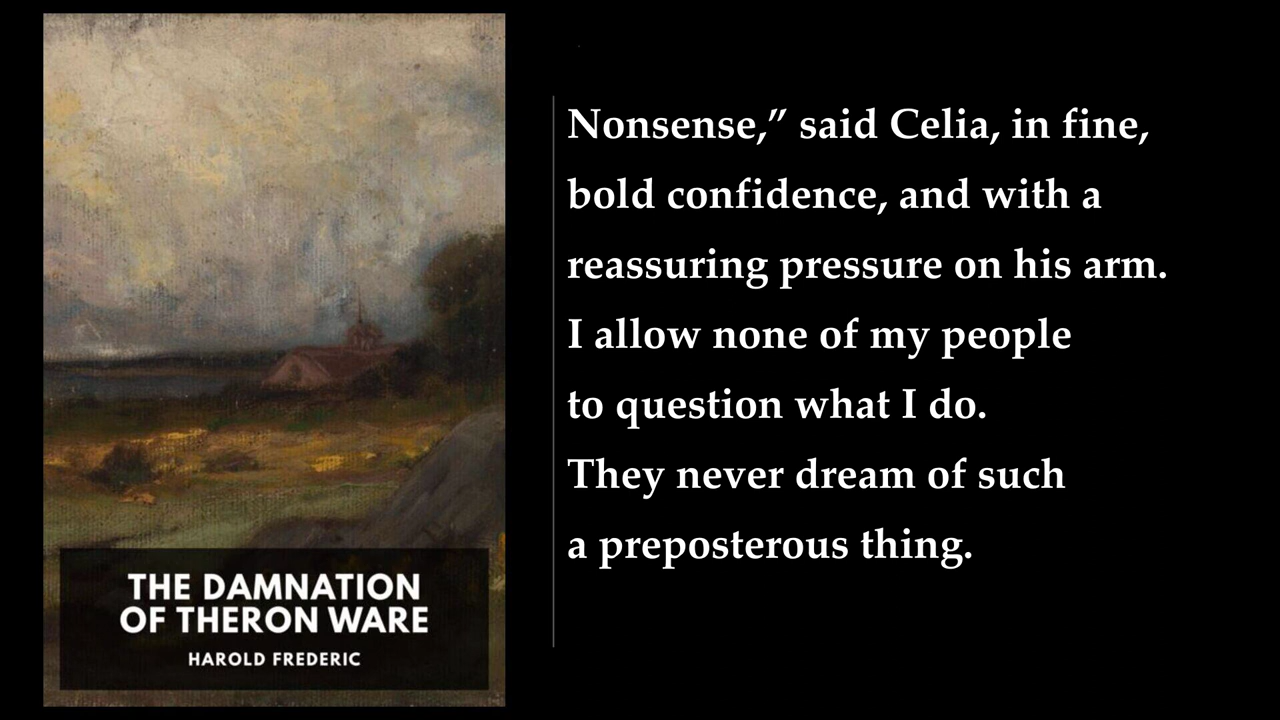 THE DAMNATION
OF THERON WARE
HAROLD FREDERIC
Nonsense,” said Celia, in fine,
bold confidence, and with a
reassuring pressure on his arm.
I allow none of my people
to question what I do.
They never dream of such
a preposterous thing.